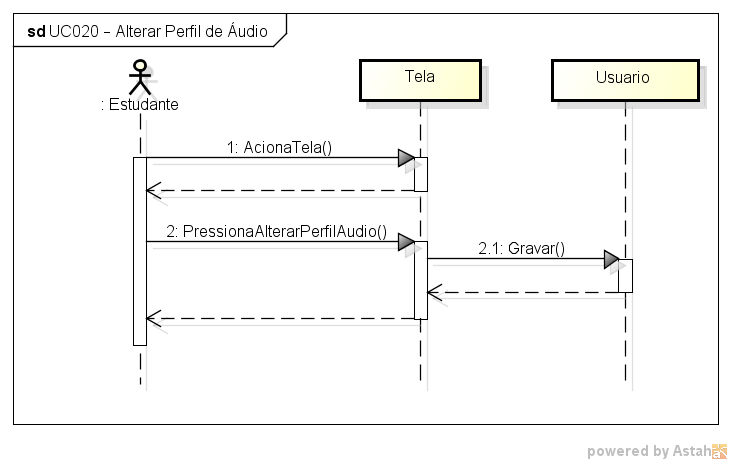 sd UC020 – Alterar Perfil de Áudio
: Estudante
Tela
Usuario
1: AcionaTela()
2: PressionaAlterarPerfilAudio()
2.1: Gravar()
powered by Astah